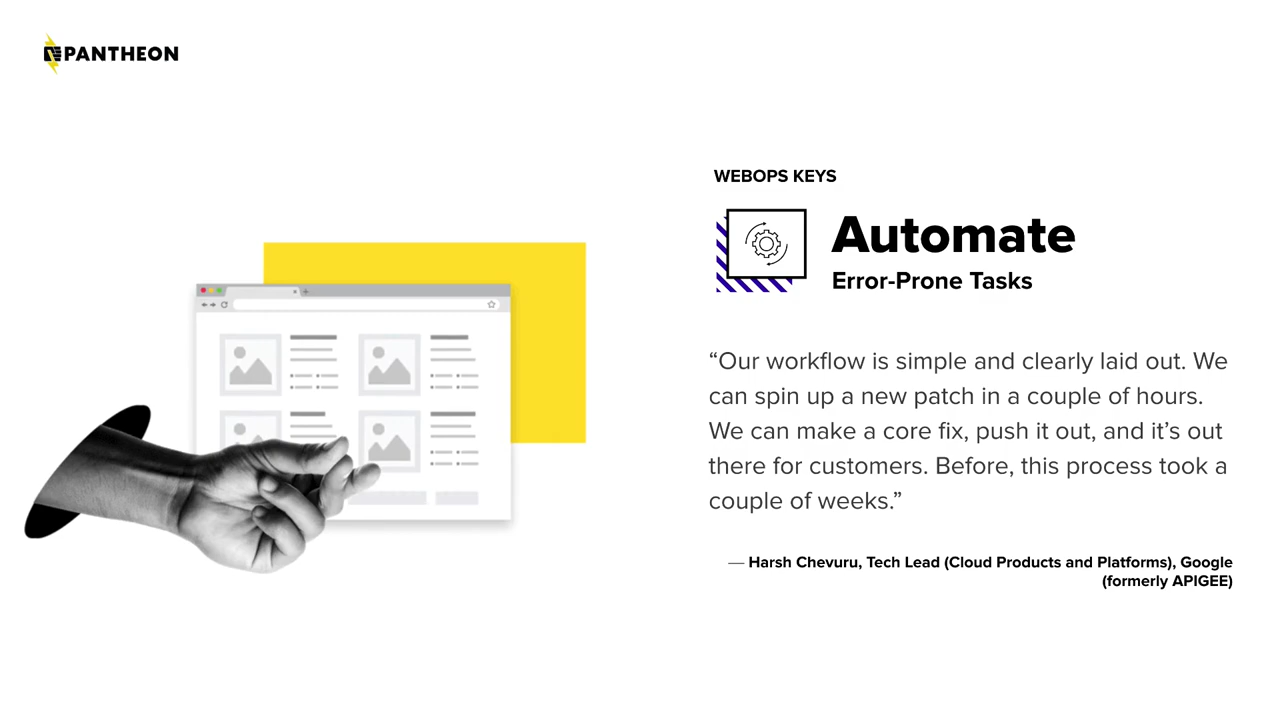 PANTHEON
WEBOPS KEYS
Automate
Error-Prone Tasks
“Our workflow is simple and clearly laid out. We
can spin up a new patch in a couple of hours.
We can make a core fix, push it out, and it’s out
there for customers. Before, this process took a
couple of weeks.”
— Harsh Chevuru, Tech Lead (Cloud Products and Platforms), Google
(formerly APIGEE)